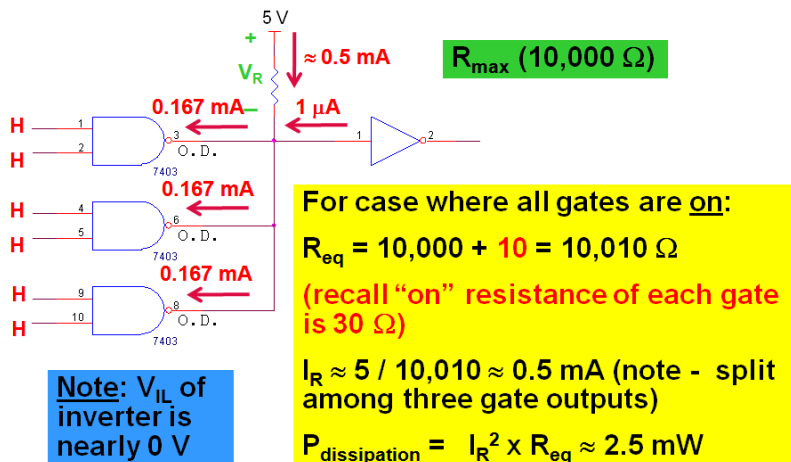 5 V
+
≈ 0.5 mA
Rmax (10,000 Ω)
VR
0.167 mA
–
1 μA
H
1
3
1
2
H
2
O.D.
7403
0.167 mA
H
4
6
H
5
O.D.
7403
0.167 mA
H
9
8
H
10
O.D.
7403
For case where all gates are on:
Req = 10,000 + 10 = 10,010 Ω
(recall “on” resistance of each gate
is 30 Ω)
IR ≈ 5 / 10,010 ≈ 0.5 mA (note - split
among three gate outputs)
Pdissipation = IR² x Req ≈ 2.5 mW
Note: VIL of
inverter is
nearly 0 V